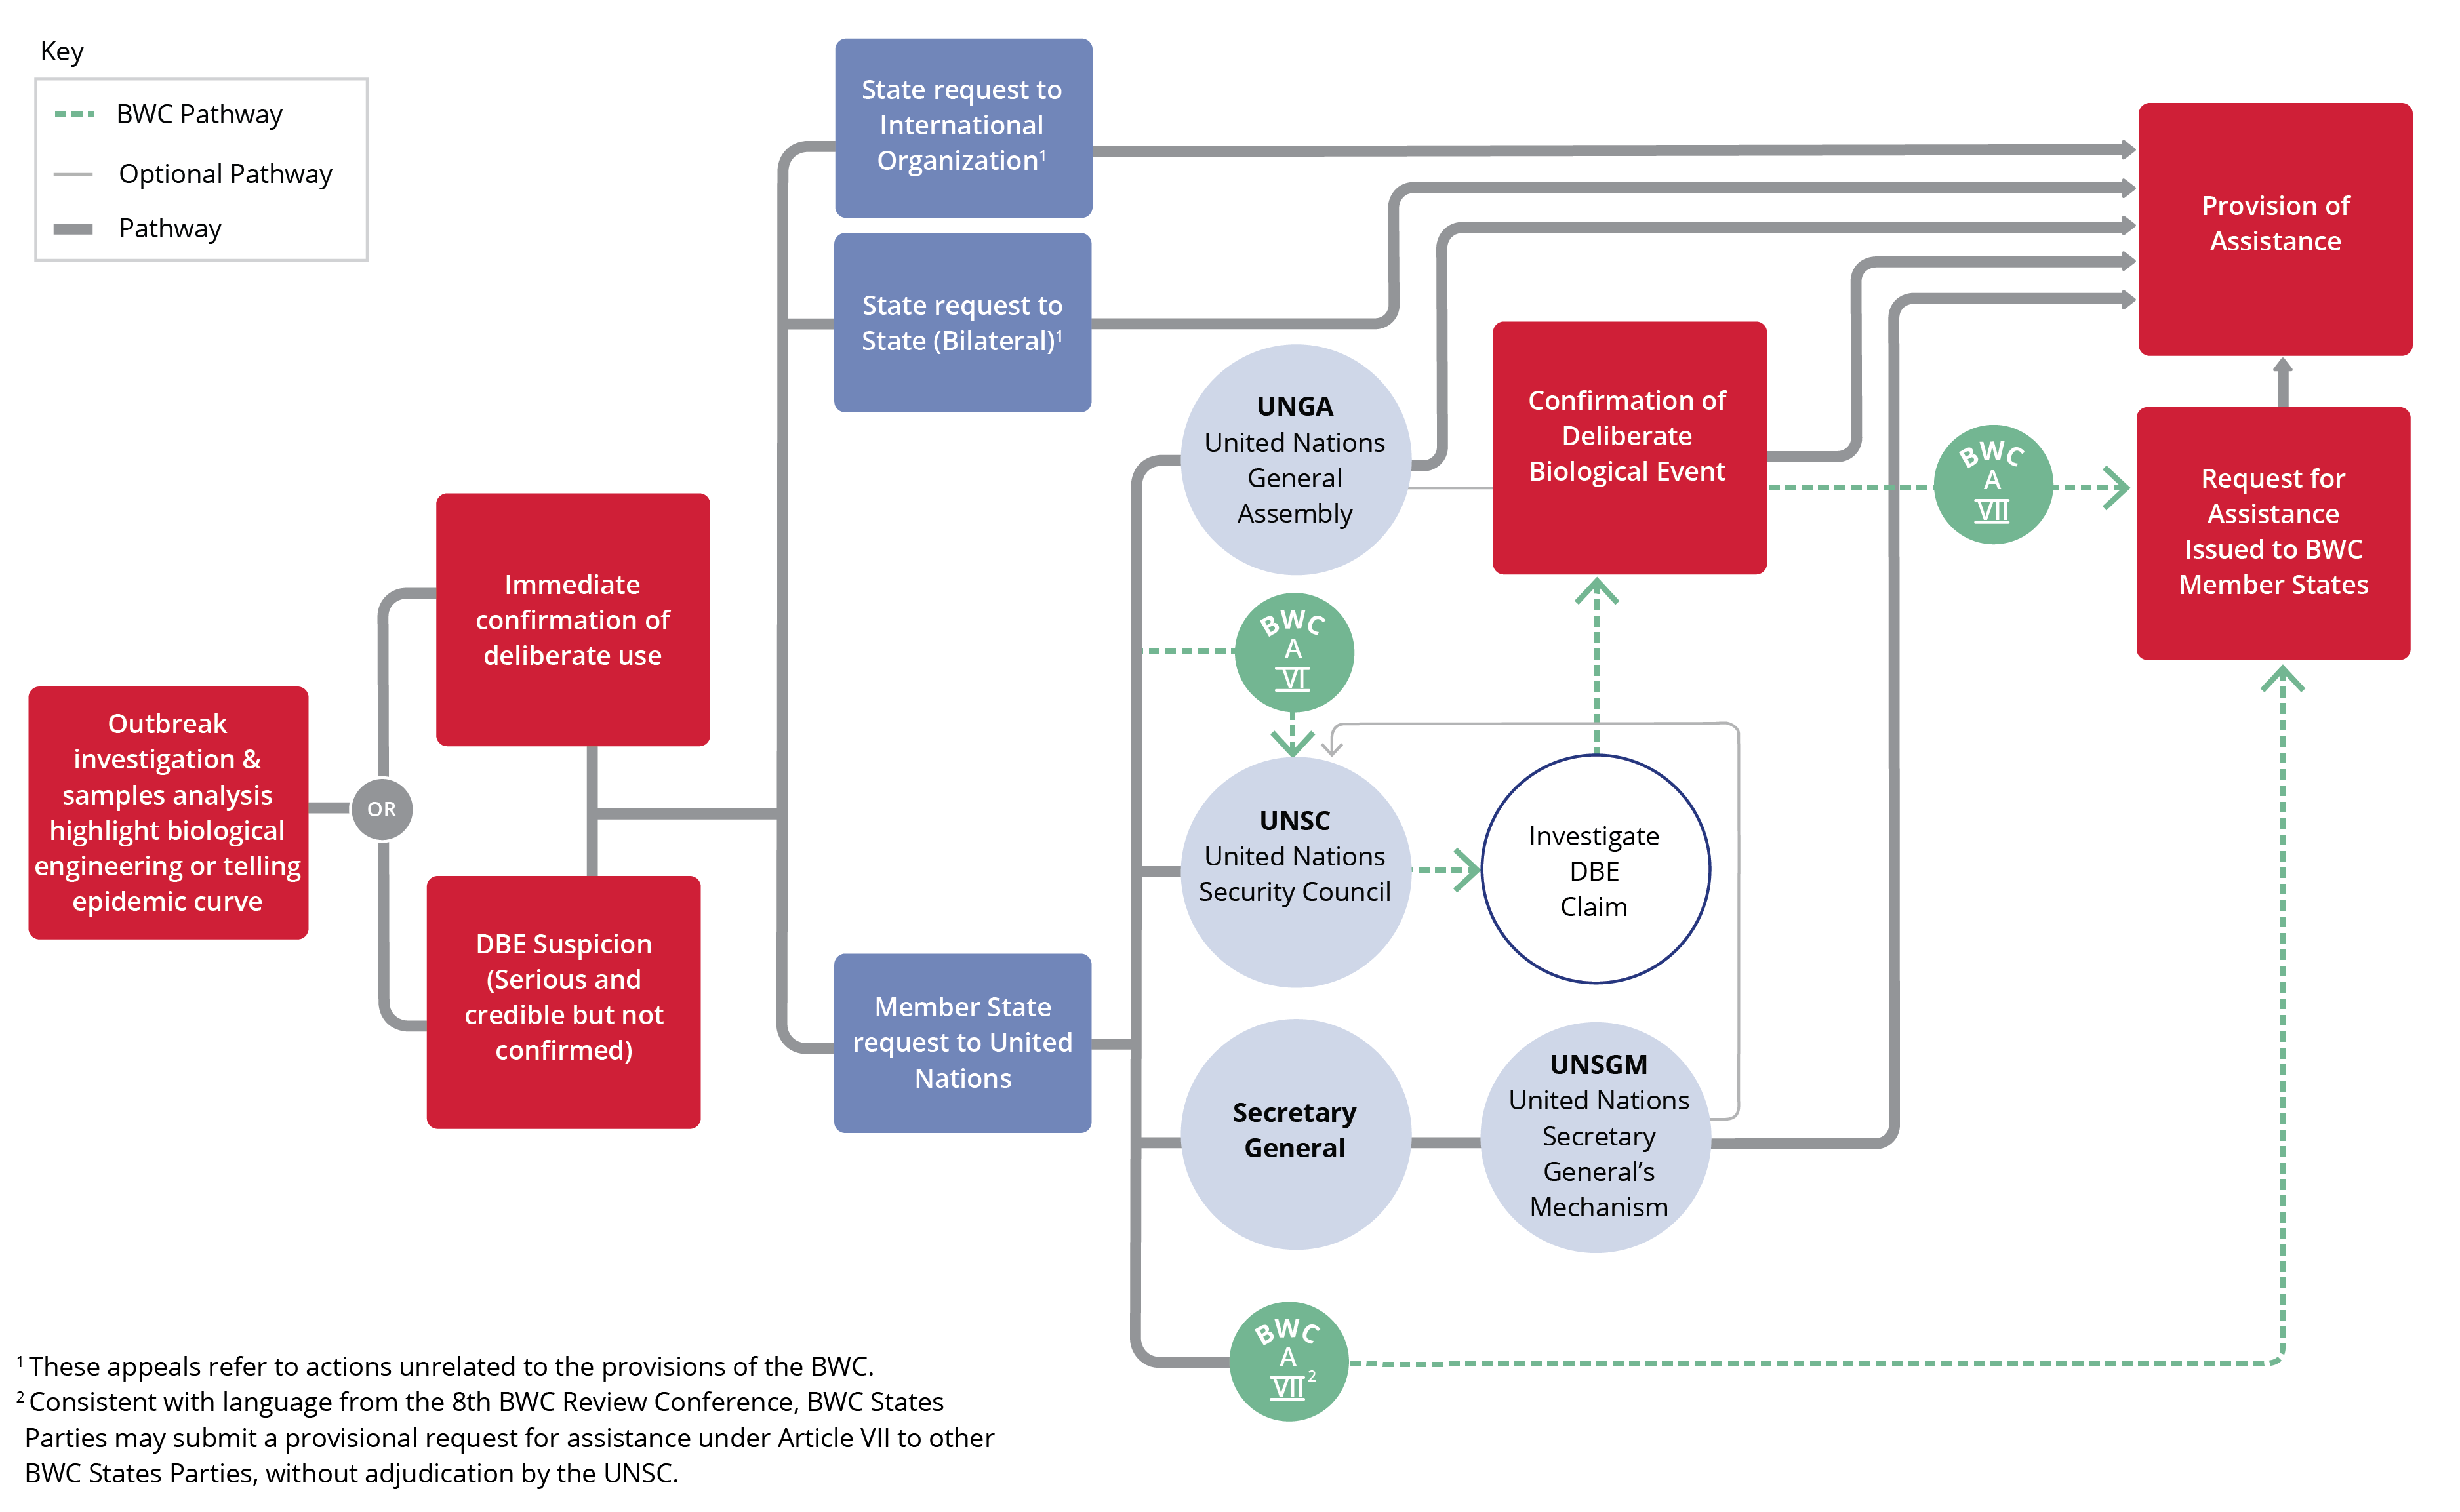 Key
BWC Pathway
Optional Pathway
Pathway
State request to
International
Organization¹
State request to
State (Bilateral)¹
Provision of
Assistance
UNGA
United Nations
General
Assembly
Confirmation of
Deliberate
Biological Event
BWC
A
VII
Request for
Assistance
Issued to BWC
Member States
Immediate
confirmation of
deliberate use
BWC
A
VI
Outbreak
investigation &
samples analysis
highlight biological
engineering or telling
epidemic curve
OR
DBE Suspicion
(Serious and
credible but not
confirmed)
UNSC
United Nations
Security Council
Investigate
DBE
Claim
Member State
request to United
Nations
Secretary
General
UNSGM
United Nations
Secretary
General’s
Mechanism
BWC
A
VII²
¹ These appeals refer to actions unrelated to the provisions of the BWC.
² Consistent with language from the 8th BWC Review Conference, BWC States
Parties may submit a provisional request for assistance under Article VII to other
BWC States Parties, without adjudication by the UNSC.